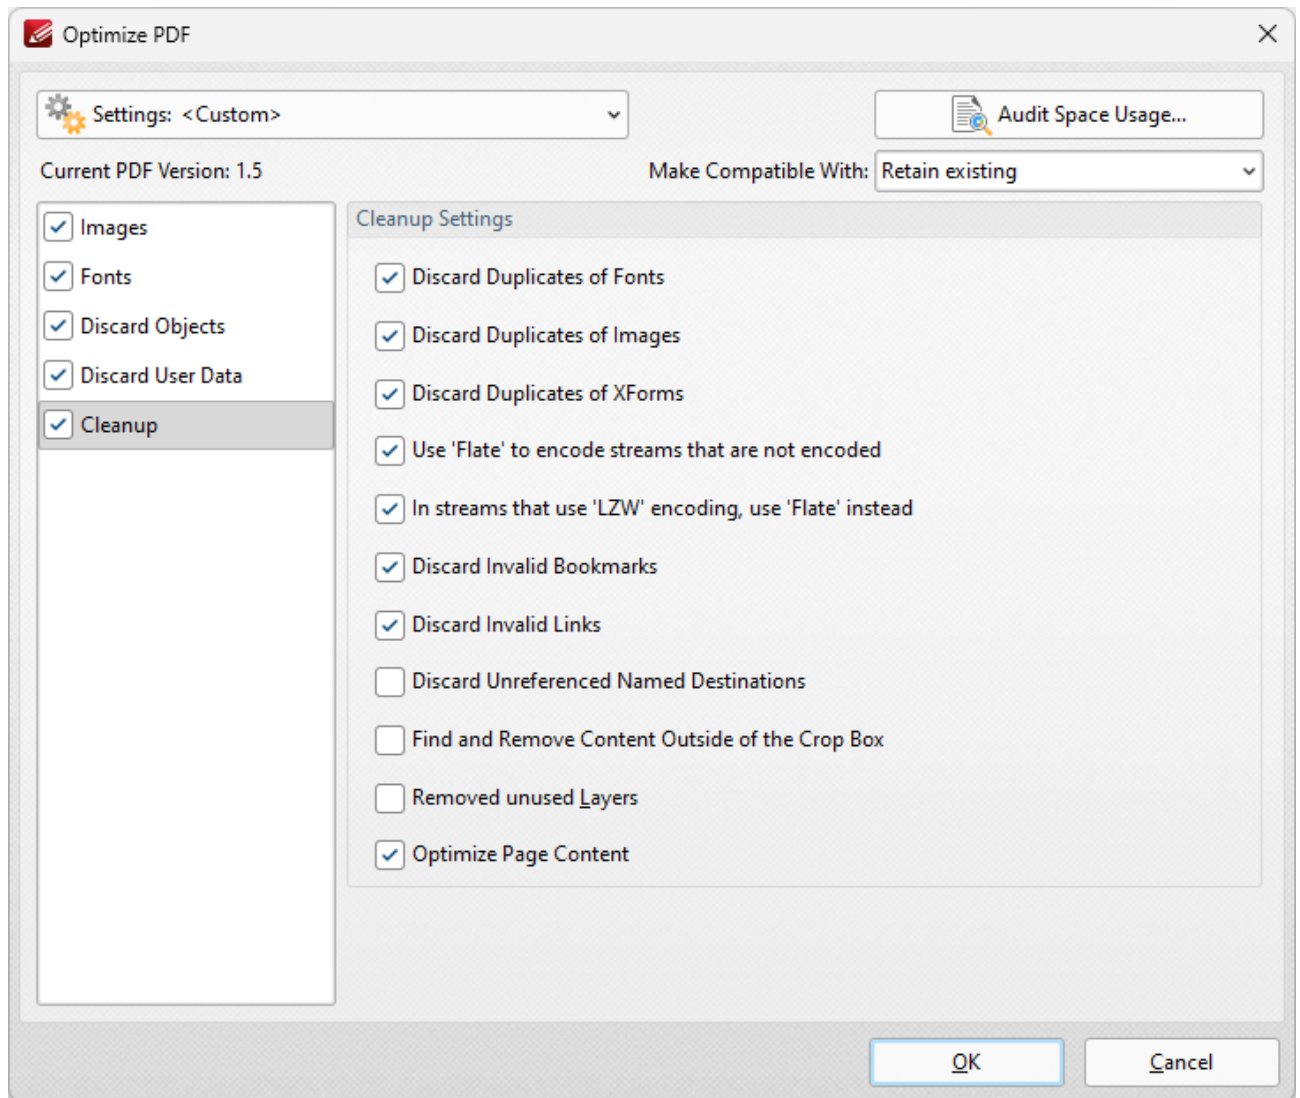 Optimize PDF
Settings: <Custom>
Audit Space Usage...
Current PDF Version: 1.5
Make Compatible With: Retain existing
Images
Fonts
Discard Objects
Discard User Data
Cleanup
Cleanup Settings
Discard Duplicates of Fonts
Discard Duplicates of Images
Discard Duplicates of XForms
Use 'Flate' to encode streams that are not encoded
In streams that use 'LZW' encoding, use 'Flate' instead
Discard Invalid Bookmarks
Discard Invalid Links
Discard Unreferenced Named Destinations
Find and Remove Content Outside of the Crop Box
Removed unused Layers
Optimize Page Content
OK
Cancel